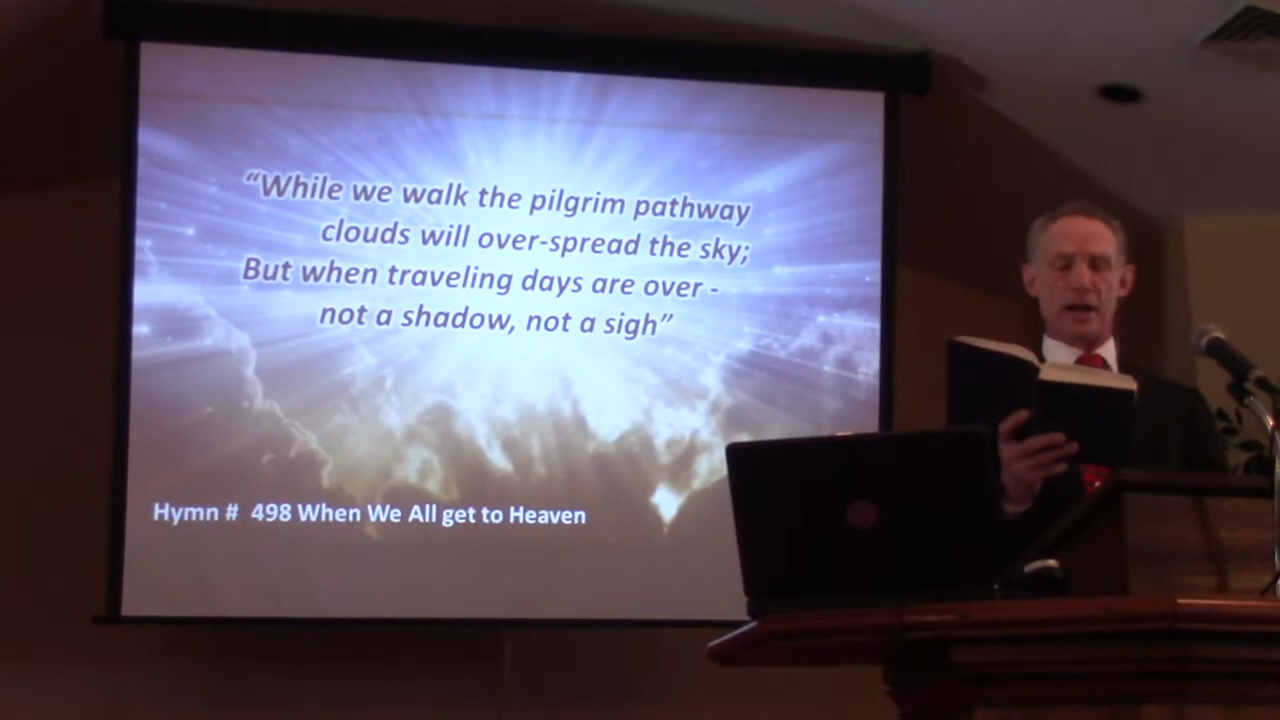 “While we walk the pilgrim pathway
clouds will over-spread the sky;
But when traveling days are over -
not a shadow, not a sigh”
Hymn # 498 When We All get to Heaven